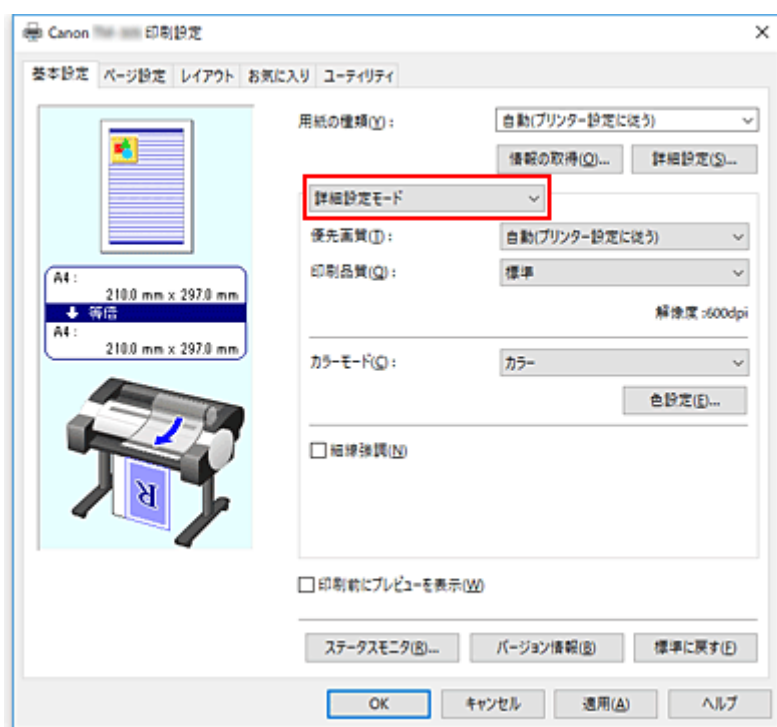 Canon 印刷設定
基本設定 ページ設定 レイアウト お気に入り ユーティリティ
用紙の種類(Y): 自動(プリンター設定に従う)
情報の取得(O)... 詳細設定(S)...
詳細設定モード
優先画質(T): 自動(プリンター設定に従う)
印刷品質(Q): 標準
解像度:600dpi
カラーモード(C): カラー
色設定(E)...
細線強調(N)
A4:
210.0 mm x 297.0 mm
等倍
A4:
210.0 mm x 297.0 mm
R
印刷前にプレビューを表示(W)
ステータスモニタ(R)... バージョン情報(B) 標準に戻す(F)
OK キャンセル 適用(A) ヘルプ